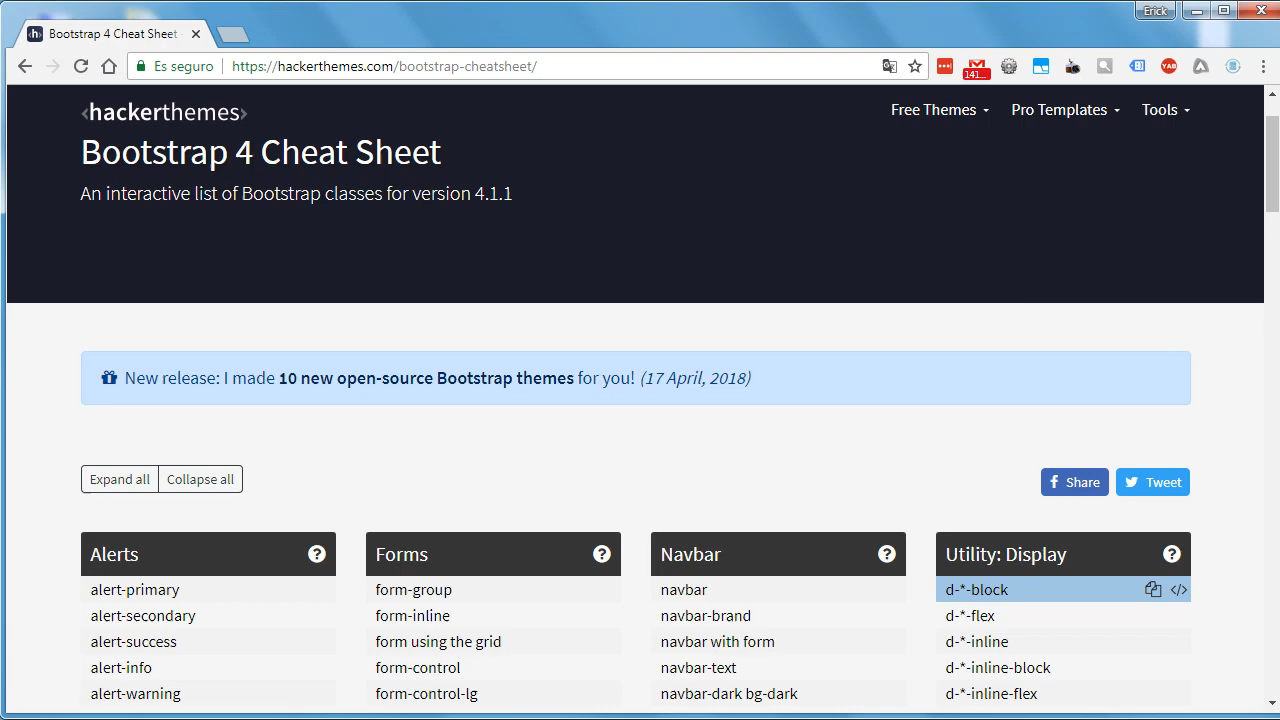 Erick
Bootstrap 4 Cheat Sheet
Es seguro
https://hackerthemes.com/bootstrap-cheatsheet/
141...
YAB
<hackerthemes>
Free Themes
Pro Templates
Tools
Bootstrap 4 Cheat Sheet
An interactive list of Bootstrap classes for version 4.1.1
New release: I made 10 new open-source Bootstrap themes for you! (17 April, 2018)
Expand all
Collapse all
Share
Tweet
Alerts
alert-primary
alert-secondary
alert-success
alert-info
alert-warning
Forms
form-group
form-inline
form using the grid
form-control
form-control-lg
Navbar
navbar
navbar-brand
navbar with form
navbar-text
navbar-dark bg-dark
Utility: Display
d-*-block
d-*-flex
d-*-inline
d-*-inline-block
d-*-inline-flex